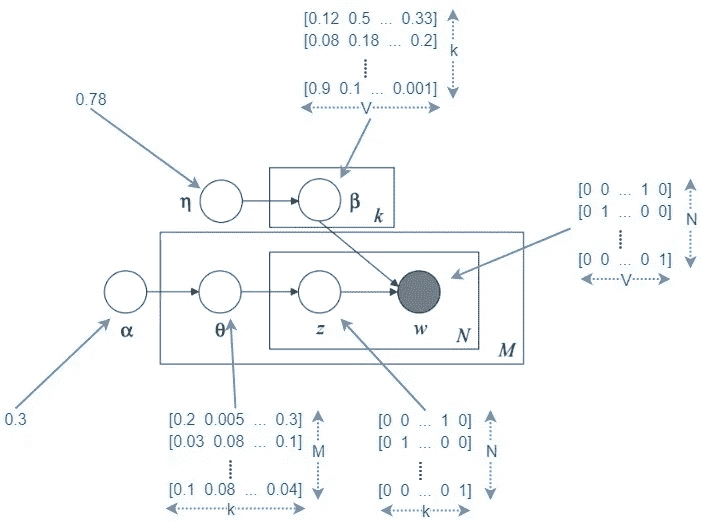 [0.12 0.5 ... 0.33]
[0.08 0.18 ... 0.2]
k
[0.9 0.1 ... 0.001]
V
0.78
η
β
k
[0 0 ... 1 0]
[0 1 ... 0 0]
N
[0 0 ... 0 1]
V
α
θ
z
w
N
M
0.3
[0.2 0.005 ... 0.3]
[0.03 0.08 ... 0.1]
M
[0.1 0.08 ... 0.04]
k
[0 0 ... 1 0]
[0 1 ... 0 0]
N
[0 0 ... 0 1]
k